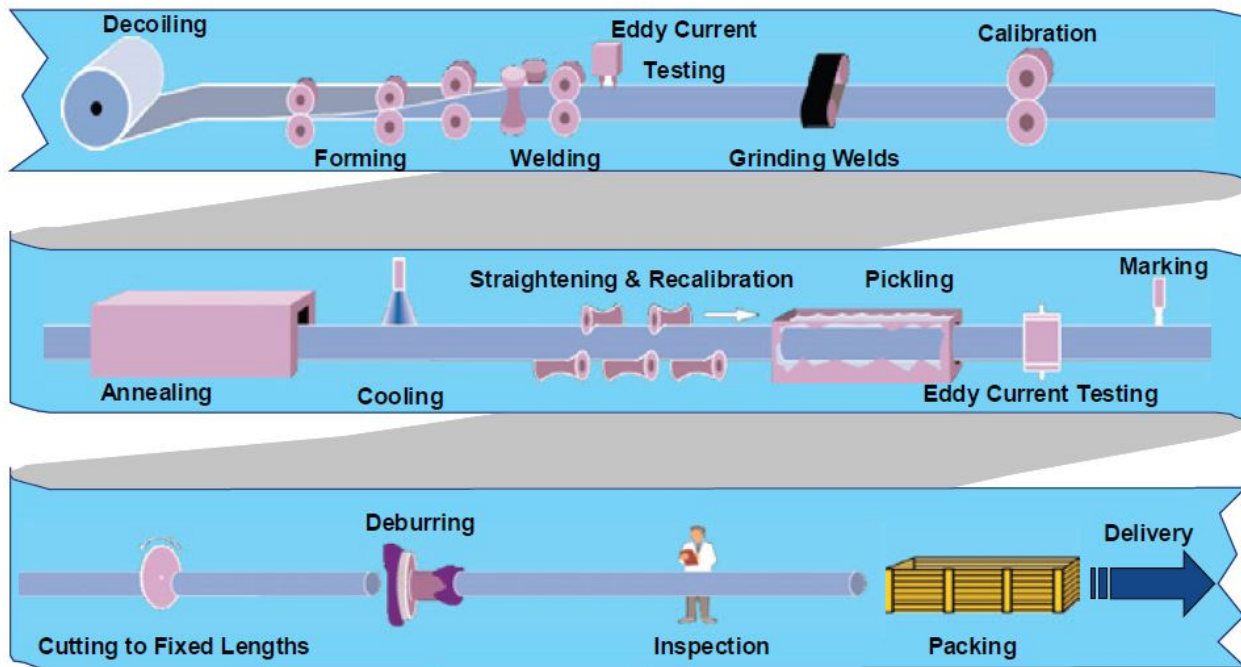 Decoiling
Eddy Current
Testing
Calibration
Forming
Welding
Grinding Welds
Straightening & Recalibration
Pickling
Marking
Annealing
Cooling
Eddy Current Testing
Deburring
Delivery
Cutting to Fixed Lengths
Inspection
Packing